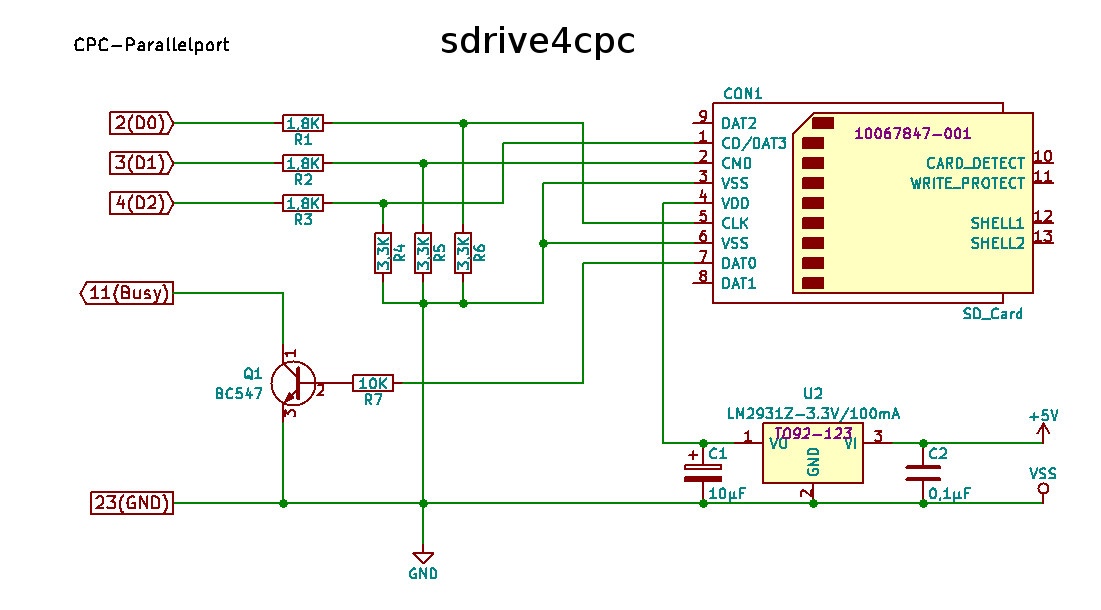 sdrive4cpc
CPC-Parallelport
2(D0)
1,8K
R1
3(D1)
1,8K
R2
4(D2)
1,8K
R3
3,3K
R4
3,3K
R5
3,3K
R6
CON1
9 DAT2
1 CD/DAT3
2 CMD
3 VSS
4 VDD
5 CLK
6 VSS
7 DAT0
8 DAT1
10067847-001
CARD_DETECT 10
WRITE_PROTECT 11
SHELL1 12
SHELL2 13
SD_Card
11(Busy)
Q1
BC547
1
2
3
10K
R7
U2
LM2931Z-3.3V/100mA
TO92-123
1 VO
VI 3
GND
2
+ C1
10µF
C2
0,1µF
+5V
VSS
23(GND)
GND